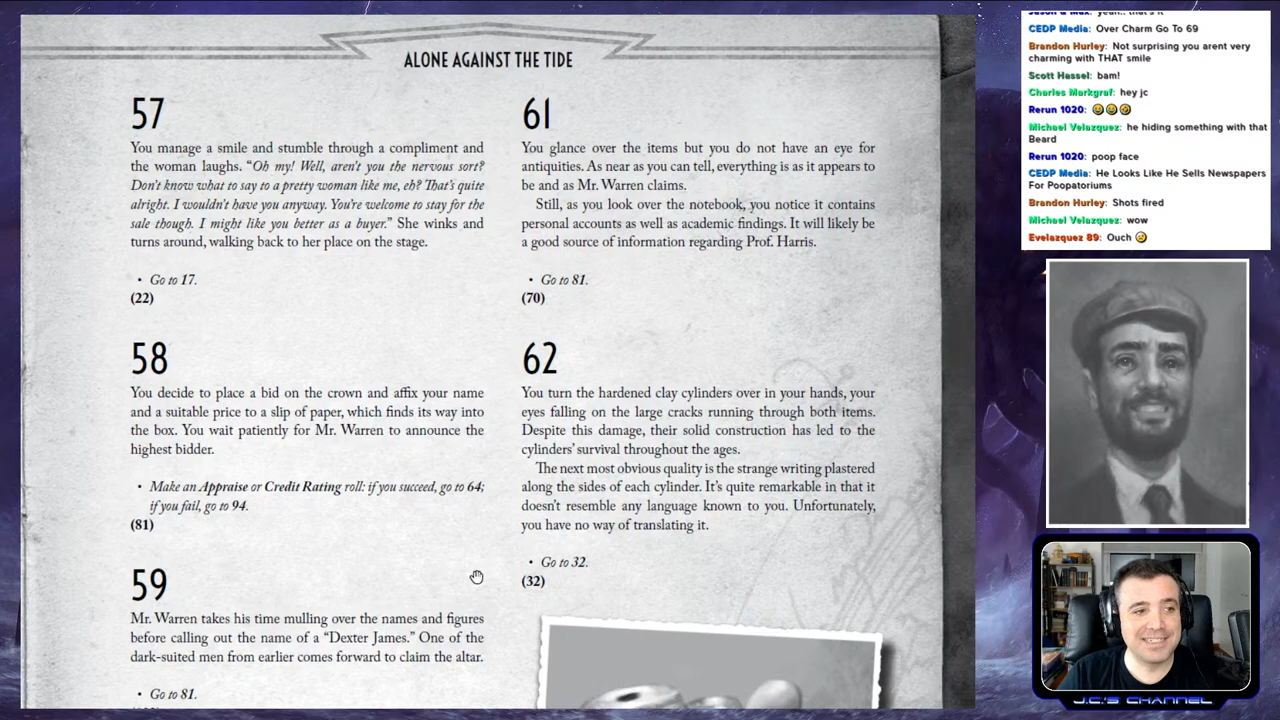 ALONE AGAINST THE TIDE
57
You manage a smile and stumble through a compliment and
the woman laughs. "Oh my! Well, aren't you the nervous sort?
Don't know what to say to a pretty woman like me, eh? That's quite
alright. I wouldn't have you anyway. You're welcome to stay for the
sale though. I might like you better as a buyer." She winks and
turns around, walking back to her place on the stage.
• Go to 17.
(22)
58
You decide to place a bid on the crown and affix your name
and a suitable price to a slip of paper, which finds its way into
the box. You wait patiently for Mr. Warren to announce the
highest bidder.
• Make an Appraise or Credit Rating roll: if you succeed, go to 64;
if you fail, go to 94.
(81)
59
Mr. Warren takes his time mulling over the names and figures
before calling out the name of a "Dexter James." One of the
dark-suited men from earlier comes forward to claim the altar.
• Go to 81.
61
You glance over the items but you do not have an eye for
antiquities. As near as you can tell, everything is as it appears to
be and as Mr. Warren claims.
Still, as you look over the notebook, you notice it contains
personal accounts as well as academic findings. It will likely be
a good source of information regarding Prof. Harris.
• Go to 81.
(70)
62
You turn the hardened clay cylinders over in your hands, your
eyes falling on the large cracks running through both items.
Despite this damage, their solid construction has led to the
cylinders' survival throughout the ages.
The next most obvious quality is the strange writing plastered
along the sides of each cylinder. It's quite remarkable in that it
doesn't resemble any language known to you. Unfortunately,
you have no way of translating it.
• Go to 32.
(32)
CEDP Media: Over Charm Go To 69
Brandon Hurley: Not surprising you arent very
charming with THAT smile
Scott Hassel: bam!
Charles Markgraf: hey jc
Rerun 1020: 😂😂🤣
Michael Velazquez: he hiding something with that
Beard
Rerun 1020: poop face
CEDP Media: He Looks Like He Sells Newspapers
For Poopatoriums
Brandon Hurley: Shots fired
Michael Velazquez: wow
Evelazquez 89: Ouch
J.C.'S CHANNEL